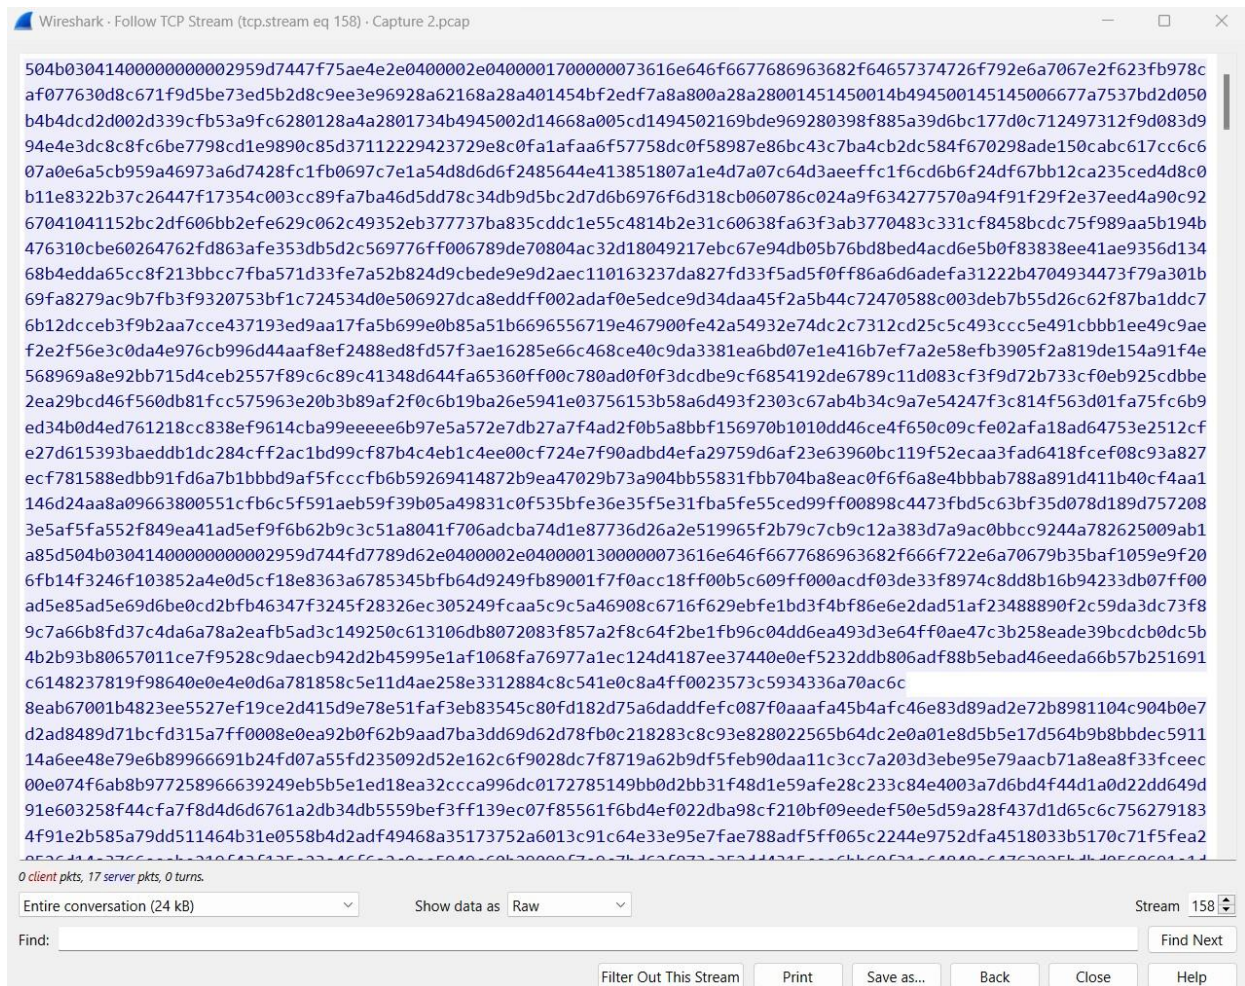 Wireshark · Follow TCP Stream (tcp.stream eq 158) · Capture 2.pcap
504b03041400000000002959d7447f75ae4e2e0400002e0400001700000073616e646f6677686963682f64657374726f792e6a7067e2f623fb978c
af077630d8c671f9d5be73ed5b2d8c9ee3e96928a62168a28a401454bf2edf7a8a800a28a28001451450014b494500145145006677a7537bd2d050
b4b4dcd2d002d339cfb53a9fc6280128a4a2801734b4945002d14668a005cd1494502169bde969280398f885a39d6bc177d0c712497312f9d083d9
94e4e3dc8c8fc6be7798cd1e9890c85d37112229423729e8c0fa1afaa6f57758dc0f58987e86bc43c7ba4cb2dc584f670298ade150cabc617cc6c6
07a0e6a5cb959a46973a6d7428fc1fb0697c7e1a54d8d6d6f2485644e413851807a1e4d7a07c64d3aeeffc1f6cd6b6f24df67bb12ca235ced4d8c0
b11e8322b37c26447f17354c003cc89fa7ba46d5dd78c34db9d5bc2d7d6b6976f6d318cb060786c024a9f634277570a94f91f29f2e37eed4a90c92
67041041152bc2df606bb2efe629c062c49352eb377737ba835cddc1e55c4814b2e31c60638fa63f3ab3770483c331cf8458bcdc75f989aa5b194b
476310cbe60264762fd863afe353db5d2c569776ff006789de70804ac32d18049217ebc67e94db05b76bd8bed4acd6e5b0f83838ee41ae9356d134
68b4edda65cc8f213bbcc7fba571d33fe7a52b824d9cbede9e9d2aec110163237da827fd33f5ad5f0ff86a6d6adefa31222b4704934473f79a301b
69fa8279ac9b7fb3f9320753bf1c724534d0e506927dca8eddff002adaf0e5edce9d34daa45f2a5b44c72470588c003deb7b55d26c62f87ba1ddc7
6b12dcceb3f9b2aa7cce437193ed9aa17fa5b699e0b85a51b6696556719e467900fe42a54932e74dc2c7312cd25c5c493ccc5e491cbbb1ee49c9ae
f2e2f56e3c0da4e976cb996d44aaf8ef2488ed8fd57f3ae16285e66c468ce40c9da3381ea6bd07e1e416b7ef7a2e58efb3905f2a819de154a91f4e
568969a8e92bb715d4ceb2557f89c6c89c41348d644fa65360ff00c780ad0f0f3dcdbe9cf6854192de6789c11d083cf3f9d72b733cf0eb925cdbbe
2ea29bcd46f560db81fcc575963e20b3b89af2f0c6b19ba26e5941e03756153b58a6d493f2303c67ab4b34c9a7e54247f3c814f563d01fa75fc6b9
ed34b0d4ed761218cc838ef9614cba99eeeee6b97e5a572e7db27a7f4ad2f0b5a8bbf156970b1010dd46ce4f650c09cfe02afa18ad64753e2512cf
e27d615393baeddb1dc284cff2ac1bd99cf87b4c4eb1c4ee00cf724e7f90adbd4efa29759d6af23e63960bc119f52ecaa3fad6418fcef08c93a827
ecf781588edbb91fd6a7b1bbbd9af5fcccfb6b59269414872b9ea47029b73a904bb55831fbb704ba8eac0f6f6a8e4bbbab788a891d411b40cf4aa1
146d24aa8a09663800551cfb6c5f591aeb59f39b05a49831c0f535bfe36e35f5e31fba5fe55ced99ff00898c4473fbd5c63bf35d078d189d757208
3e5af5fa552f849ea41ad5ef9f6b62b9c3c51a8041f706adcba74d1e87736d26a2e519965f2b79c7cb9c12a383d7a9ac0bbcc9244a782625009ab1
a85d504b03041400000000002959d744fd7789d62e0400002e0400001300000073616e646f6677686963682f666f722e6a70679b35baf1059e9f20
6fb14f3246f103852a4e0d5cf18e8363a6785345bfb64d9249fb89001f7f0acc18ff00b5c609ff000acdf03de33f8974c8dd8b16b94233db07ff00
ad5e85ad5e69d6be0cd2bfb46347f3245f28326ec305249fcaa5c9c5a46908c6716f629ebfe1bd3f4bf86e6e2dad51af23488890f2c59da3dc73f8
9c7a66b8fd37c4da6a78a2eafb5ad3c149250c613106db8072083f857a2f8c64f2be1fb96c04dd6ea493d3e64ff0ae47c3b258eade39bcdcb0dc5b
4b2b93b80657011ce7f9528c9daecb942d2b45995e1af1068fa76977a1ec124d4187ee37440e0ef5232ddb806adf88b5ebad46eeda66b57b251691
c6148237819f98640e0e4e0d6a781858c5e11d4ae258e3312884c8c541e0c8a4ff0023573c5934336a70ac6c
8eab67001b4823ee5527ef19ce2d415d9e78e51faf3eb83545c80fd182d75a6daddfefc087f0aaafa45b4afc46e83d89ad2e72b8981104c904b0e7
d2ad8489d71bcfd315a7ff0008e0ea92b0f62b9aad7ba3dd69d62d78fb0c218283c8c93e828022565b64dc2e0a01e8d5b5e17d564b9b8bbdec5911
14a6ee48e79e6b89966691b24fd07a55fd235092d52e162c6f9028dc7f8719a62b9df5feb90daa11c3cc7a203d3ebe95e79aacb71a8ea8f33fceec
00e074f6ab8b977258966639249eb5b5e1ed18ea32ccca996dc0172785149bb0d2bb31f48d1e59afe28c233c84e4003a7d6bd4f44d1a0d22dd649d
91e603258f44cfa7f8d4d6d6761a2db34db5559bef3ff139ec07f85561f6bd4ef022dba98cf210bf09eedef50e5d59a28f437d1d65c6c756279183
4f91e2b585a79dd511464b31e0558b4d2adf49468a35173752a6013c91c64e33e95e7fae788adf5ff065c2244e9752dfa4518033b5170c71f5fea2
0 client pkts, 17 server pkts, 0 turns.
Entire conversation (24 kB) Show data as Raw Stream 158
Find: Find Next
Filter Out This Stream Print Save as... Back Close Help